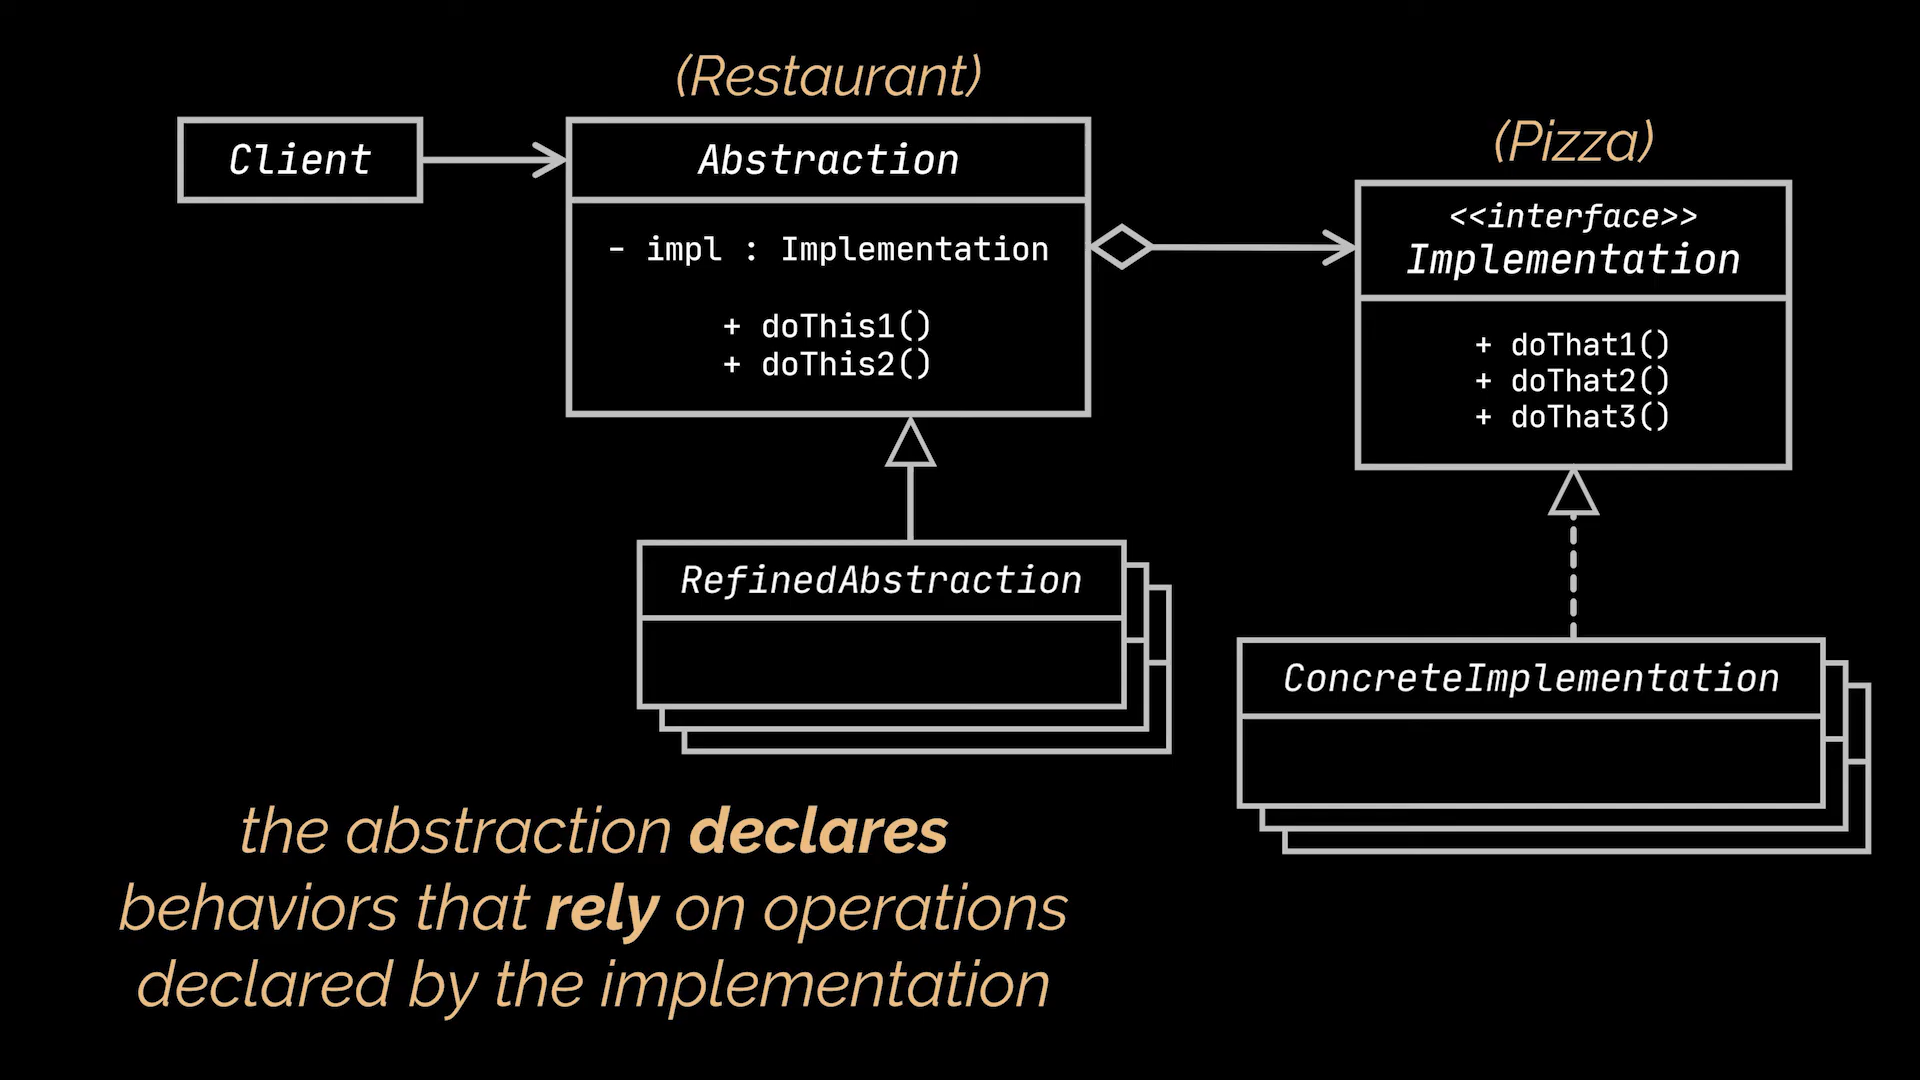 (Restaurant)
(Pizza)
Client
Abstraction
- impl : Implementation
+ doThis1()
+ doThis2()
<<interface>>
Implementation
+ doThat1()
+ doThat2()
+ doThat3()
RefinedAbstraction
ConcreteImplementation
the abstraction declares
behaviors that rely on operations
declared by the implementation